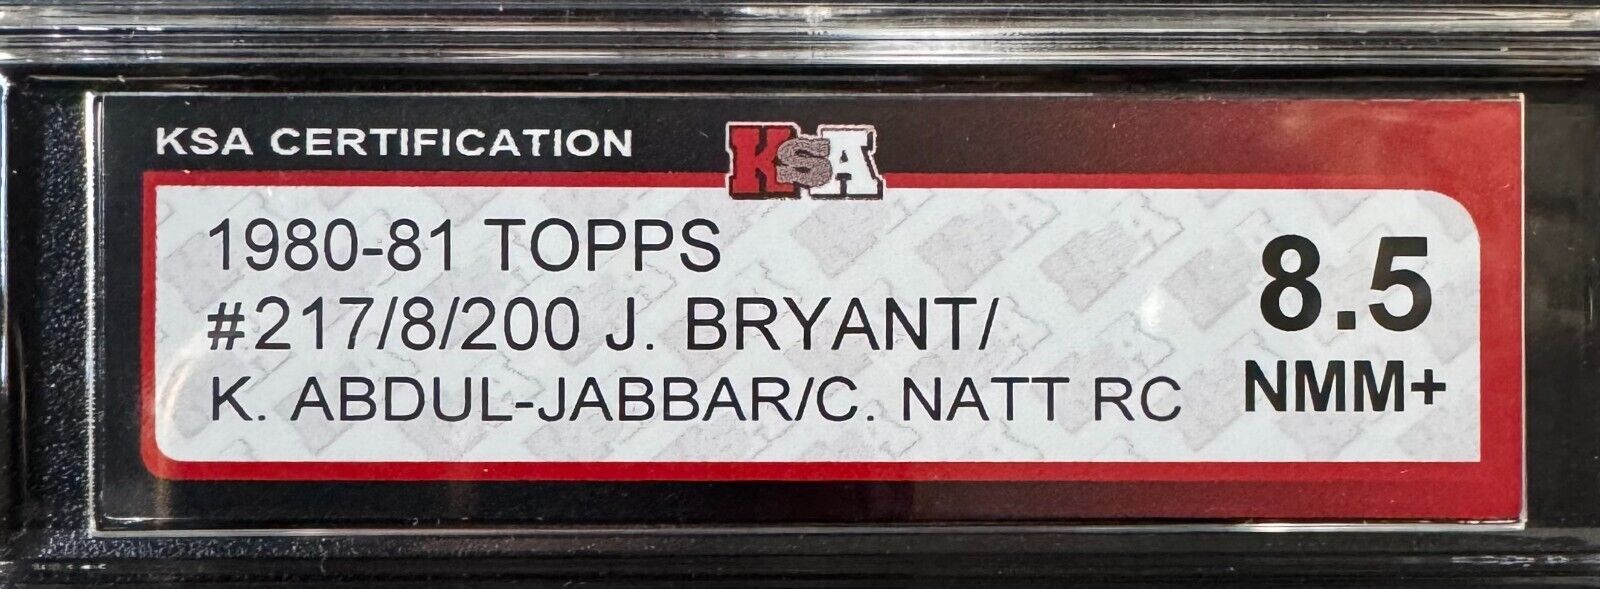 KSA CERTIFICATION
KSA
1980-81 TOPPS
#217/8/200 J. BRYANT/
K. ABDUL-JABBAR/C. NATT RC
8.5
NMM+